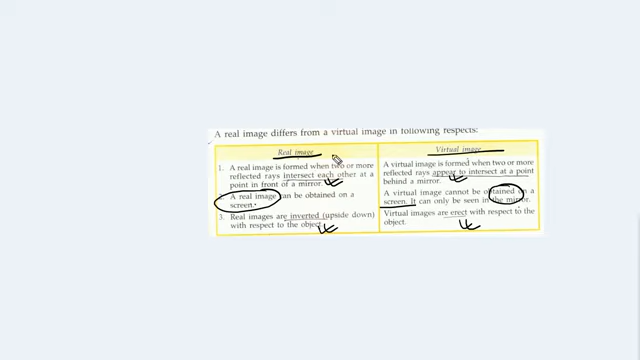 A real image differs from a virtual image in following respects:
Real image
Virtual image
1. A real image is formed when two or more
reflected rays intersect each other at a
point in front of a mirror.
A virtual image is formed when two or more
reflected rays appear to intersect at a point
behind a mirror.
2. A real image can be obtained on a
screen.
A virtual image cannot be obtained on a
screen. It can only be seen in the mirror.
3. Real images are inverted (upside down)
with respect to the object.
Virtual images are erect with respect to the
object.